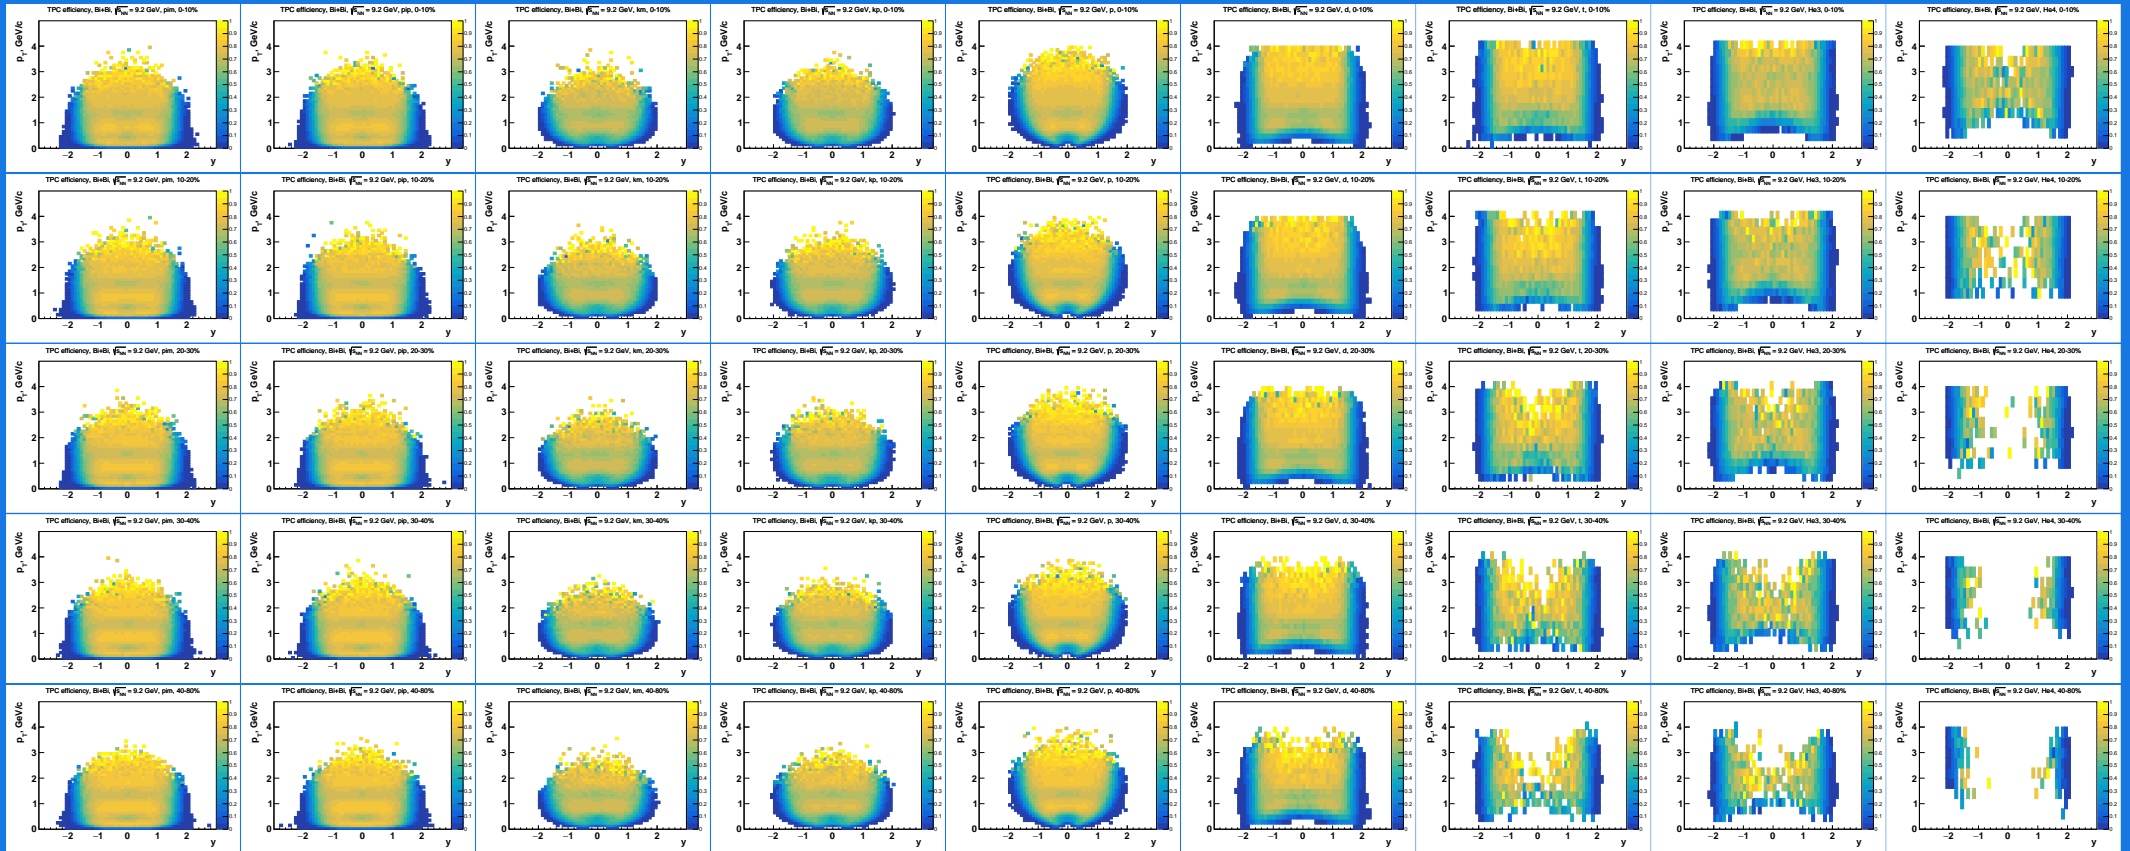 TPC efficiency, Bi+Bi, √sNN = 9.2 GeV, pim, 0-10%
TPC efficiency, Bi+Bi, √sNN = 9.2 GeV, pip, 0-10%
TPC efficiency, Bi+Bi, √sNN = 9.2 GeV, km, 0-10%
TPC efficiency, Bi+Bi, √sNN = 9.2 GeV, kp, 0-10%
TPC efficiency, Bi+Bi, √sNN = 9.2 GeV, p, 0-10%
TPC efficiency, Bi+Bi, √sNN = 9.2 GeV, d, 0-10%
TPC efficiency, Bi+Bi, √sNN = 9.2 GeV, t, 0-10%
TPC efficiency, Bi+Bi, √sNN = 9.2 GeV, He3, 0-10%
TPC efficiency, Bi+Bi, √sNN = 9.2 GeV, He4, 0-10%
pT, GeV/c
y
TPC efficiency, Bi+Bi, √sNN = 9.2 GeV, pim, 10-20%
TPC efficiency, Bi+Bi, √sNN = 9.2 GeV, pip, 10-20%
TPC efficiency, Bi+Bi, √sNN = 9.2 GeV, km, 10-20%
TPC efficiency, Bi+Bi, √sNN = 9.2 GeV, kp, 10-20%
TPC efficiency, Bi+Bi, √sNN = 9.2 GeV, p, 10-20%
TPC efficiency, Bi+Bi, √sNN = 9.2 GeV, d, 10-20%
TPC efficiency, Bi+Bi, √sNN = 9.2 GeV, t, 10-20%
TPC efficiency, Bi+Bi, √sNN = 9.2 GeV, He3, 10-20%
TPC efficiency, Bi+Bi, √sNN = 9.2 GeV, He4, 10-20%
pT, GeV/c
y
TPC efficiency, Bi+Bi, √sNN = 9.2 GeV, pim, 20-30%
TPC efficiency, Bi+Bi, √sNN = 9.2 GeV, pip, 20-30%
TPC efficiency, Bi+Bi, √sNN = 9.2 GeV, km, 20-30%
TPC efficiency, Bi+Bi, √sNN = 9.2 GeV, kp, 20-30%
TPC efficiency, Bi+Bi, √sNN = 9.2 GeV, p, 20-30%
TPC efficiency, Bi+Bi, √sNN = 9.2 GeV, d, 20-30%
TPC efficiency, Bi+Bi, √sNN = 9.2 GeV, t, 20-30%
TPC efficiency, Bi+Bi, √sNN = 9.2 GeV, He3, 20-30%
TPC efficiency, Bi+Bi, √sNN = 9.2 GeV, He4, 20-30%
pT, GeV/c
y
TPC efficiency, Bi+Bi, √sNN = 9.2 GeV, pim, 30-40%
TPC efficiency, Bi+Bi, √sNN = 9.2 GeV, pip, 30-40%
TPC efficiency, Bi+Bi, √sNN = 9.2 GeV, km, 30-40%
TPC efficiency, Bi+Bi, √sNN = 9.2 GeV, kp, 30-40%
TPC efficiency, Bi+Bi, √sNN = 9.2 GeV, p, 30-40%
TPC efficiency, Bi+Bi, √sNN = 9.2 GeV, d, 30-40%
TPC efficiency, Bi+Bi, √sNN = 9.2 GeV, t, 30-40%
TPC efficiency, Bi+Bi, √sNN = 9.2 GeV, He3, 30-40%
TPC efficiency, Bi+Bi, √sNN = 9.2 GeV, He4, 30-40%
pT, GeV/c
y
TPC efficiency, Bi+Bi, √sNN = 9.2 GeV, pim, 40-80%
TPC efficiency, Bi+Bi, √sNN = 9.2 GeV, pip, 40-80%
TPC efficiency, Bi+Bi, √sNN = 9.2 GeV, km, 40-80%
TPC efficiency, Bi+Bi, √sNN = 9.2 GeV, kp, 40-80%
TPC efficiency, Bi+Bi, √sNN = 9.2 GeV, p, 40-80%
TPC efficiency, Bi+Bi, √sNN = 9.2 GeV, d, 40-80%
TPC efficiency, Bi+Bi, √sNN = 9.2 GeV, t, 40-80%
TPC efficiency, Bi+Bi, √sNN = 9.2 GeV, He3, 40-80%
TPC efficiency, Bi+Bi, √sNN = 9.2 GeV, He4, 40-80%
pT, GeV/c
4
3
2
1
0
−2 −1 0 1 2
y